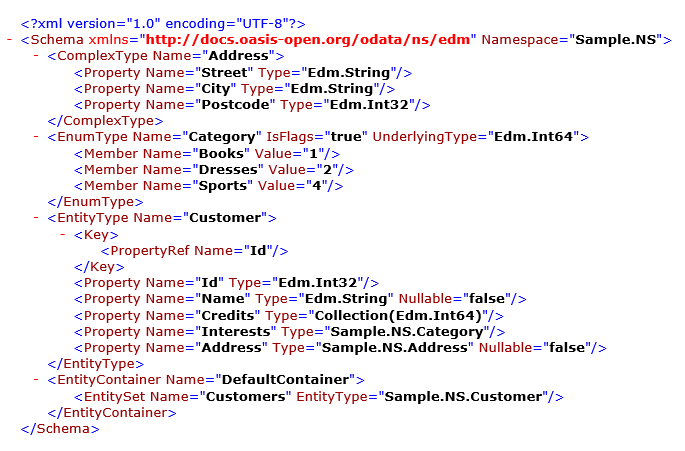 <?xml version="1.0" encoding="UTF-8"?>
- <Schema xmlns="http://docs.oasis-open.org/odata/ns/edm" Namespace="Sample.NS">
- <ComplexType Name="Address">
<Property Name="Street" Type="Edm.String"/>
<Property Name="City" Type="Edm.String"/>
<Property Name="Postcode" Type="Edm.Int32"/>
</ComplexType>
- <EnumType Name="Category" IsFlags="true" UnderlyingType="Edm.Int64">
<Member Name="Books" Value="1"/>
<Member Name="Dresses" Value="2"/>
<Member Name="Sports" Value="4"/>
</EnumType>
- <EntityType Name="Customer">
- <Key>
<PropertyRef Name="Id"/>
</Key>
<Property Name="Id" Type="Edm.Int32"/>
<Property Name="Name" Type="Edm.String" Nullable="false"/>
<Property Name="Credits" Type="Collection(Edm.Int64)"/>
<Property Name="Interests" Type="Sample.NS.Category"/>
<Property Name="Address" Type="Sample.NS.Address" Nullable="false"/>
</EntityType>
- <EntityContainer Name="DefaultContainer">
<EntitySet Name="Customers" EntityType="Sample.NS.Customer"/>
</EntityContainer>
</Schema>